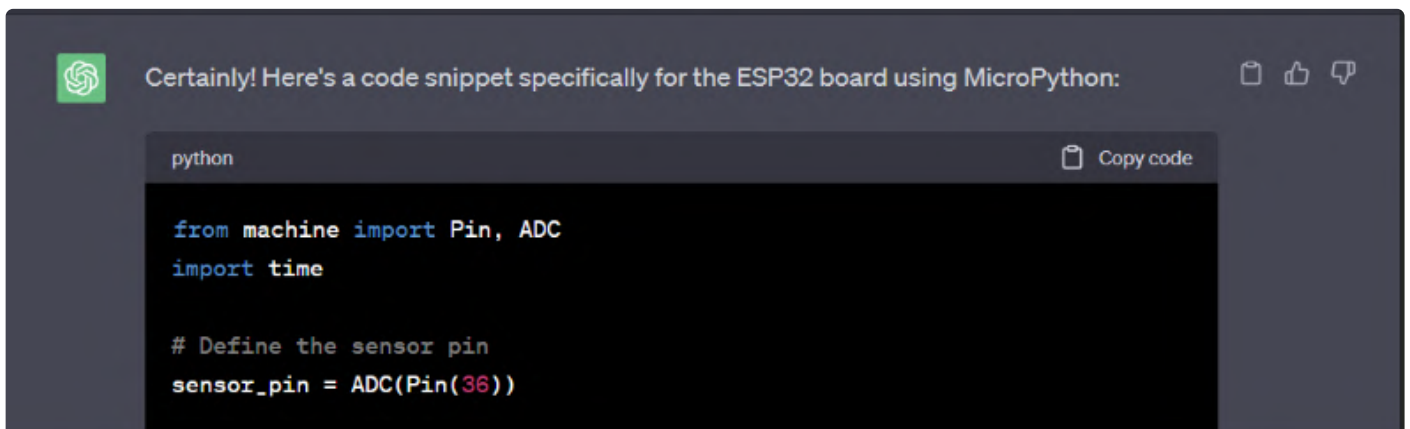 Certainly! Here's a code snippet specifically for the ESP32 board using MicroPython:
python
Copy code
from machine import Pin, ADC
import time
# Define the sensor pin
sensor_pin = ADC(Pin(36))